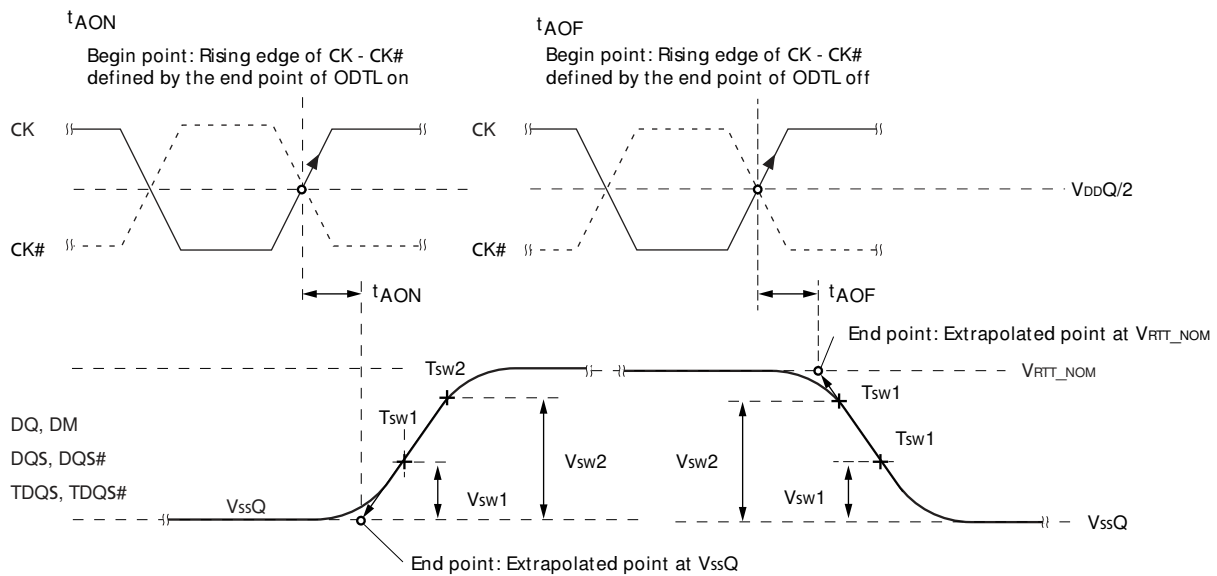 tAON
Begin point: Rising edge of CK - CK#
defined by the end point of ODTL on
tAOF
Begin point: Rising edge of CK - CK#
defined by the end point of ODTL off
CK
CK
VDDQ/2
CK#
CK#
tAON
tAOF
End point: Extrapolated point at VRTT_NOM
TSW2
VRTT_NOM
TSW1
TSW1
DQ, DM
DQS, DQS#
TDQS, TDQS#
VSW2
VSW2
TSW1
VSW1
VSW1
VSSQ
VSSQ
End point: Extrapolated point at VSSQ